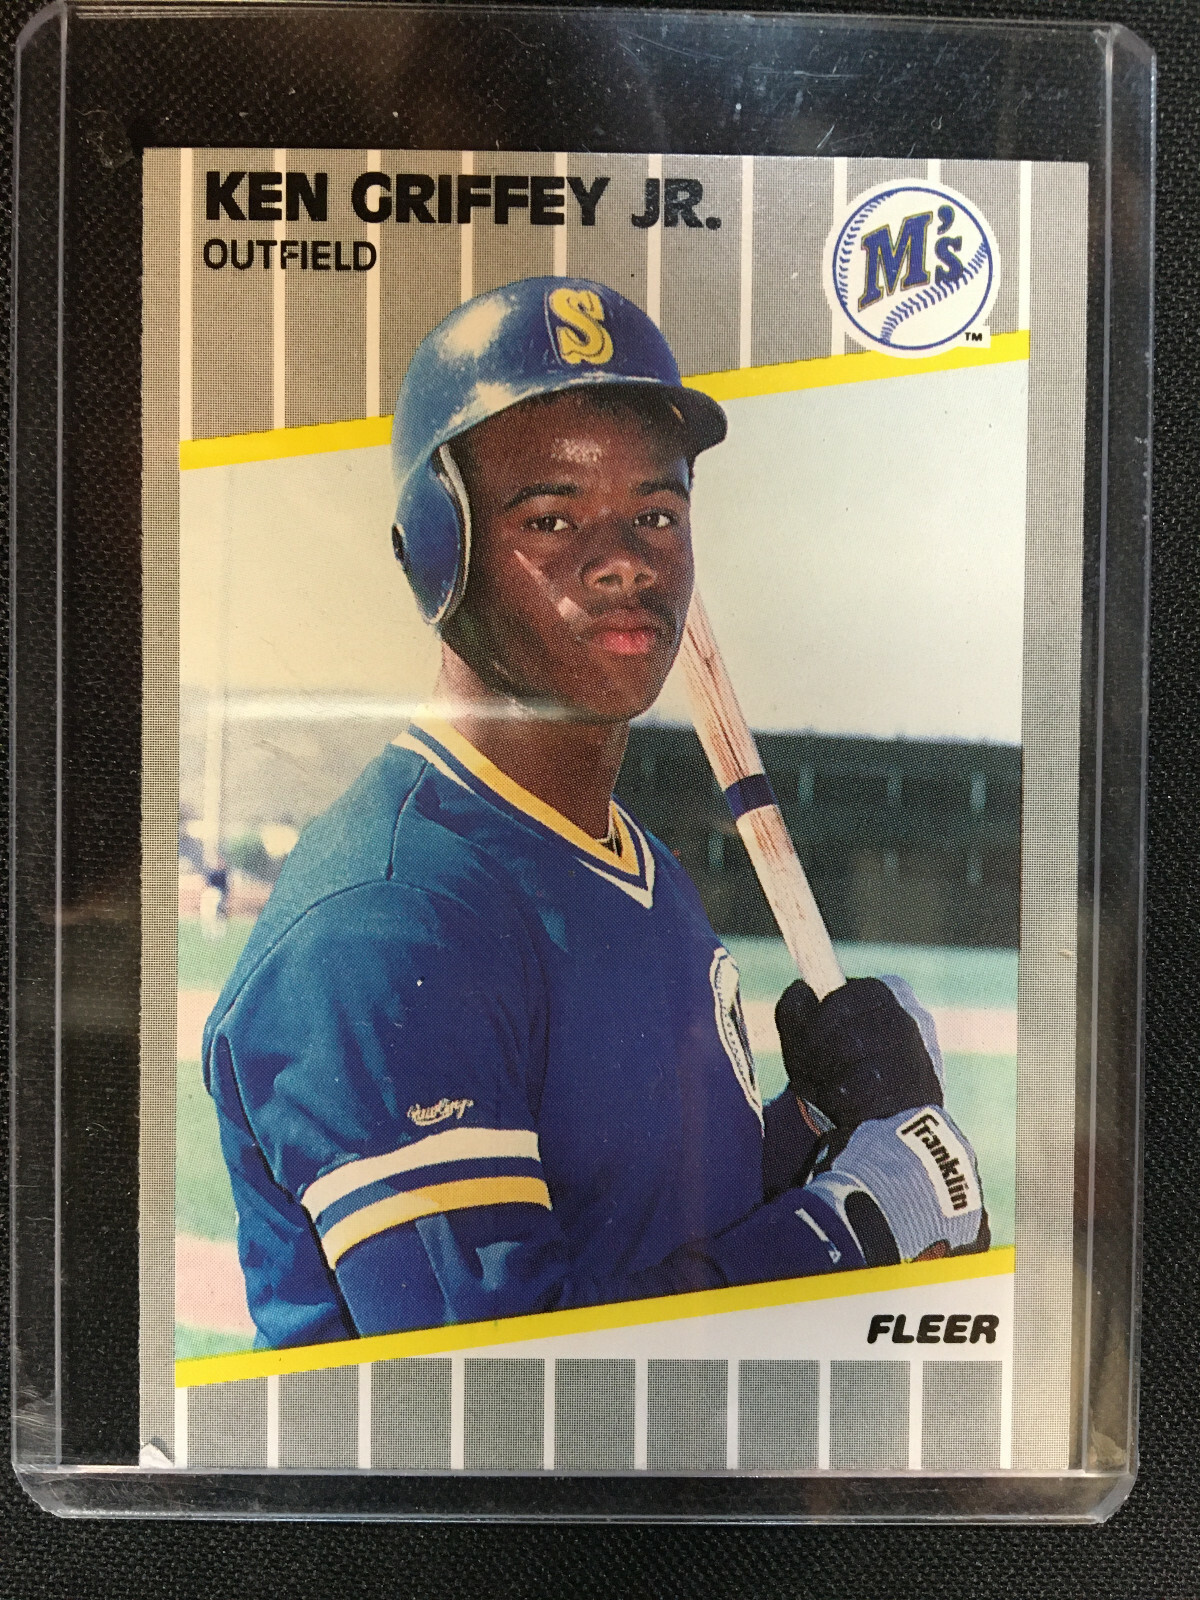 KEN GRIFFEY JR.
OUTFIELD
M's
TM
S
Rawlings
franklin
FLEER